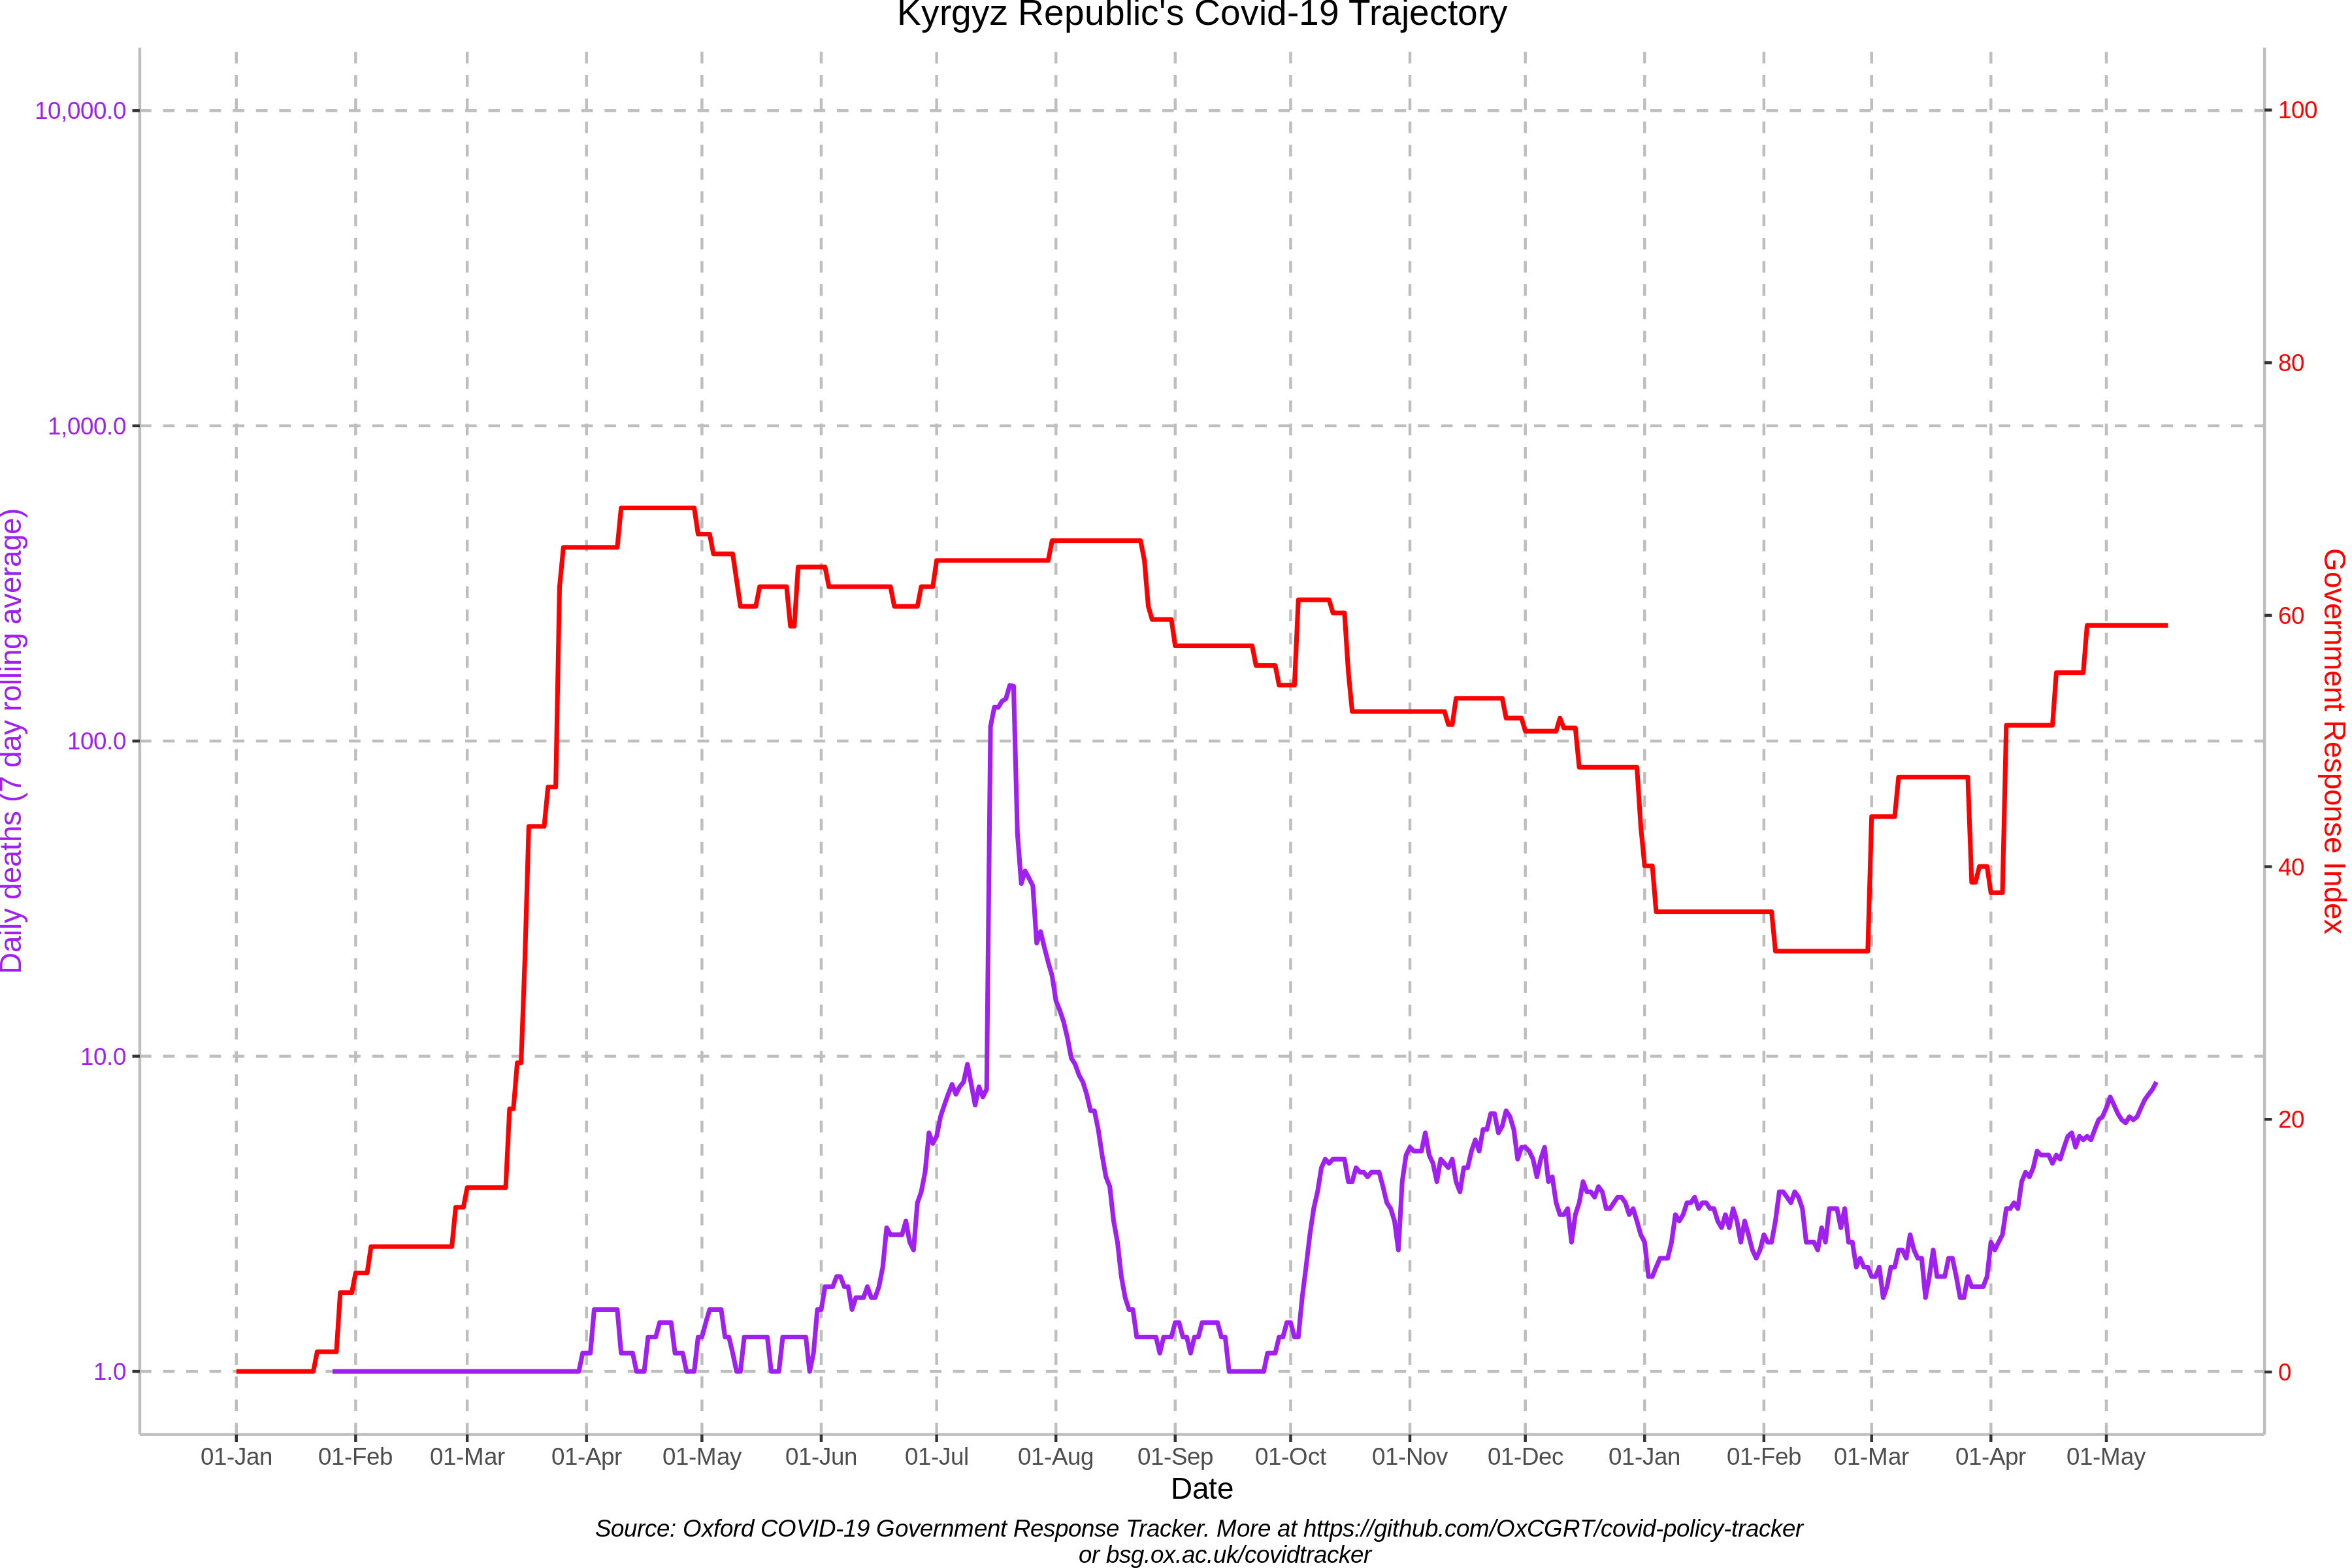 Kyrgyz Republic's Covid-19 Trajectory
10,000.0
1,000.0
100.0
10.0
1.0
Daily deaths (7 day rolling average)
100
80
60
40
20
0
Government Response Index
01-Jan 01-Feb 01-Mar 01-Apr 01-May 01-Jun 01-Jul 01-Aug 01-Sep 01-Oct 01-Nov 01-Dec 01-Jan 01-Feb 01-Mar 01-Apr 01-May
Date
Source: Oxford COVID-19 Government Response Tracker. More at https://github.com/OxCGRT/covid-policy-tracker
or bsg.ox.ac.uk/covidtracker